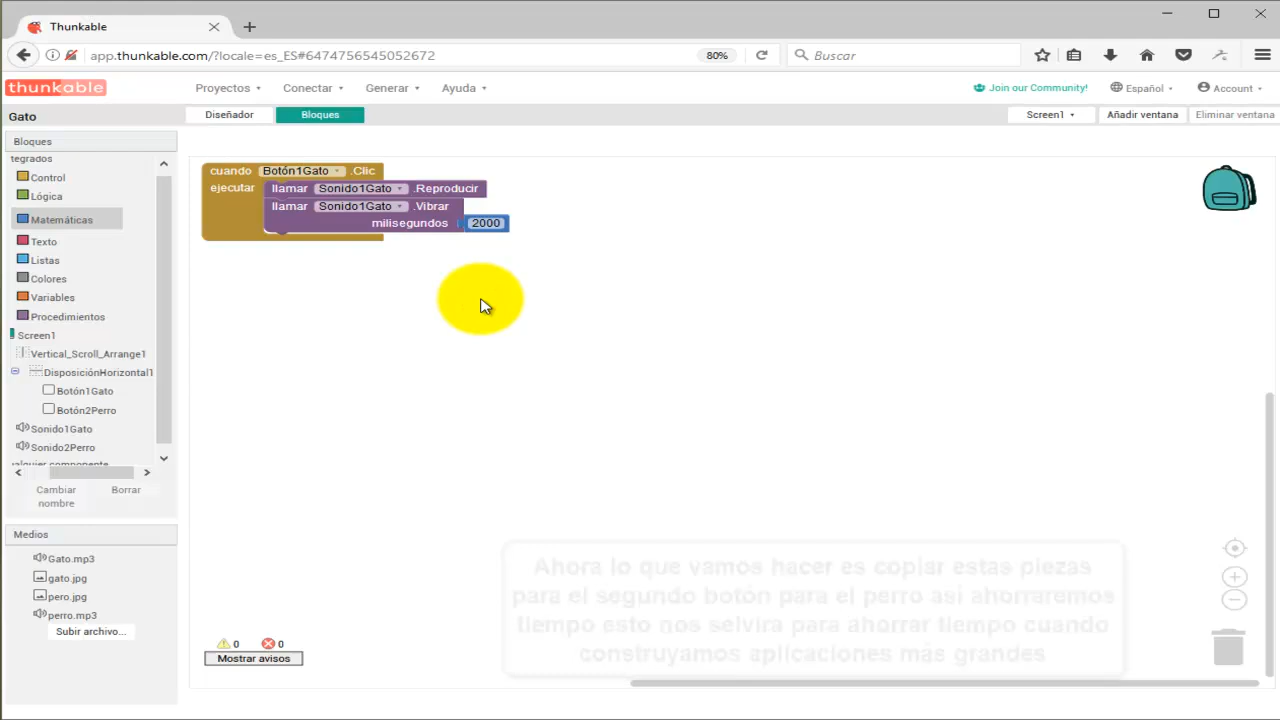 Thunkable
app.thunkable.com/?locale=es_ES#6474756545052672
80%
Buscar
thunkable
Proyectos
Conectar
Generar
Ayuda
Join our Community!
Español
Account
Gato
Diseñador
Bloques
Screen1
Añadir ventana
Eliminar ventana
Bloques
tegrados
Control
Lógica
Matemáticas
Texto
Listas
Colores
Variables
Procedimientos
Screen1
Vertical_Scroll_Arrange1
DisposiciónHorizontal1
Botón1Gato
Botón2Perro
Sonido1Gato
Sonido2Perro
ualquier componente
Cambiar
nombre
Borrar
Medios
Gato.mp3
gato.jpg
pero.jpg
perro.mp3
Subir archivo...
cuando Botón1Gato .Clic
ejecutar llamar Sonido1Gato .Reproducir
llamar Sonido1Gato .Vibrar
milisegundos 2000
Ahora lo que vamos hacer es copiar estas piezas
para el segundo botón para el perro asi ahorraremos
tiempo esto nos selvira para ahorrar tiempo cuando
construyamos aplicaciones más grandes
0 0
Mostrar avisos